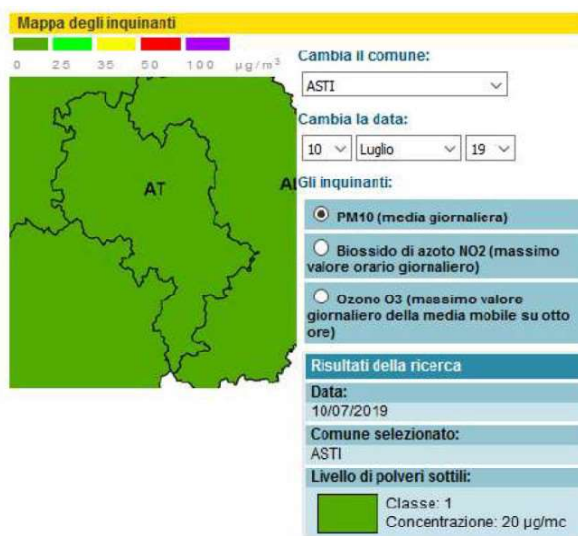 Mappa degli inquinanti
0 25 35 50 100 µg/m³
AT
Cambia il comune:
ASTI
Cambia la data:
10 Luglio 19
Gli inquinanti:
PM10 (media giornaliera)
Biossido di azoto NO2 (massimo
valore orario giornaliero)
Ozono O3 (massimo valore
giornaliero della media mobile su otto
ore)
Risultati della ricerca
Data:
10/07/2019
Comune selezionato:
ASTI
Livello di polveri sottili:
Classe: 1
Concentrazione: 20 µg/mc